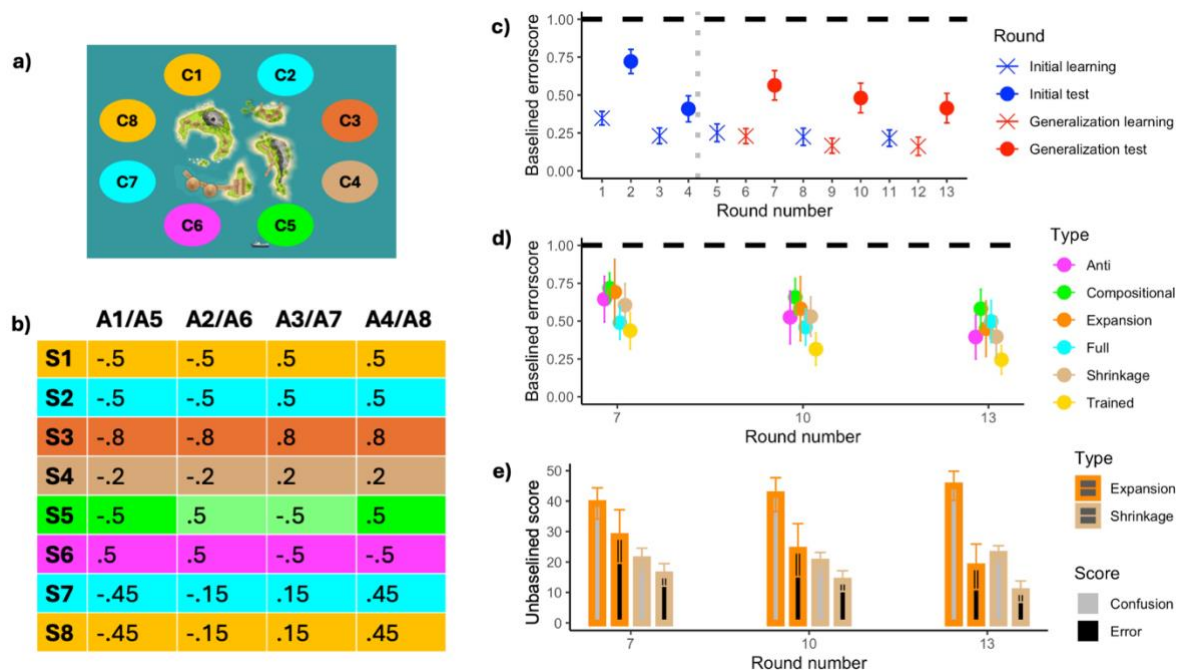 a)
C1
C2
C8
C3
C7
C4
C6
C5
b)
A1/A5 A2/A6 A3/A7 A4/A8
S1 -.5 -.5 .5 .5
S2 -.5 -.5 .5 .5
S3 -.8 -.8 .8 .8
S4 -.2 -.2 .2 .2
S5 -.5 .5 -.5 .5
S6 .5 .5 -.5 -.5
S7 -.45 -.15 .15 .45
S8 -.45 -.15 .15 .45
c)
Baselined errorscore
1.00
0.75
0.50
0.25
0.00
1 2 3 4 5 6 7 8 9 10 11 12 13
Round number
Round
Initial learning
Initial test
Generalization learning
Generalization test
d)
Baselined errorscore
1.00
0.75
0.50
0.25
0.00
7 10 13
Round number
Type
Anti
Compositional
Expansion
Full
Shrinkage
Trained
e)
Unbaselined score
50
40
30
20
10
0
7 10 13
Round number
Type
Expansion
Shrinkage
Score
Confusion
Error